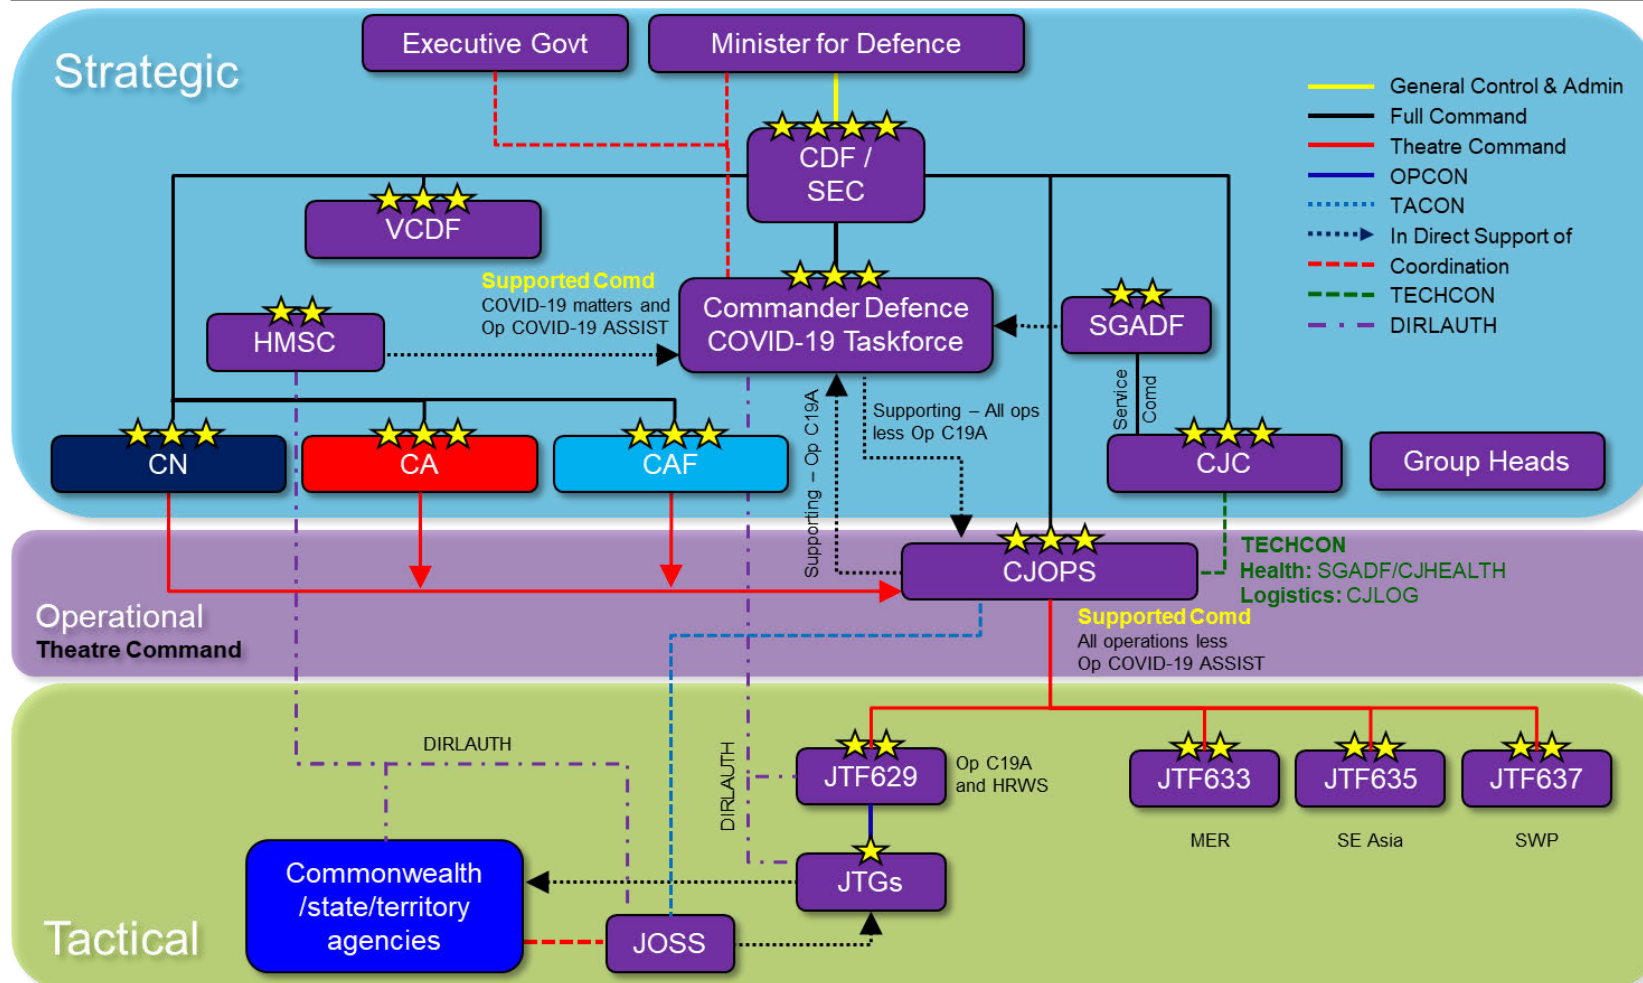 Strategic
Executive Govt
Minister for Defence
General Control & Admin
Full Command
Theatre Command
OPCON
TACON
In Direct Support of
Coordination
TECHCON
DIRLAUTH
CDF /
SEC
VCDF
Supported Comd
COVID-19 matters and
Op COVID-19 ASSIST
HMSC
Commander Defence
COVID-19 Taskforce
SGADF
Service
Comd
Supporting – Op C19A
Supporting – All ops
less Op C19A
CN
CA
CAF
CJC
Group Heads
Operational
Theatre Command
CJOPS
TECHCON
Health: SGADF/CJHEALTH
Logistics: CJLOG
Supported Comd
All operations less
Op COVID-19 ASSIST
Tactical
DIRLAUTH
DIRLAUTH
JTF629
Op C19A
and HRWS
JTF633
MER
JTF635
SE Asia
JTF637
SWP
Commonwealth
/state/territory
agencies
JTGs
JOSS